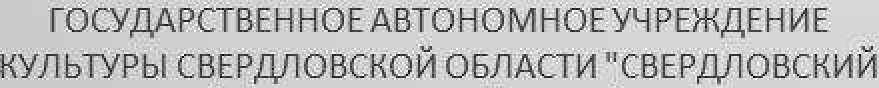 ГОСУДАРСТВЕННОЕ АВТОНОМНОЕ УЧРЕЖДЕНИЕ
КУЛЬТУРЫ СВЕРДЛОВСКОЙ ОБЛАСТИ "СВЕРДЛОВСКИЙ